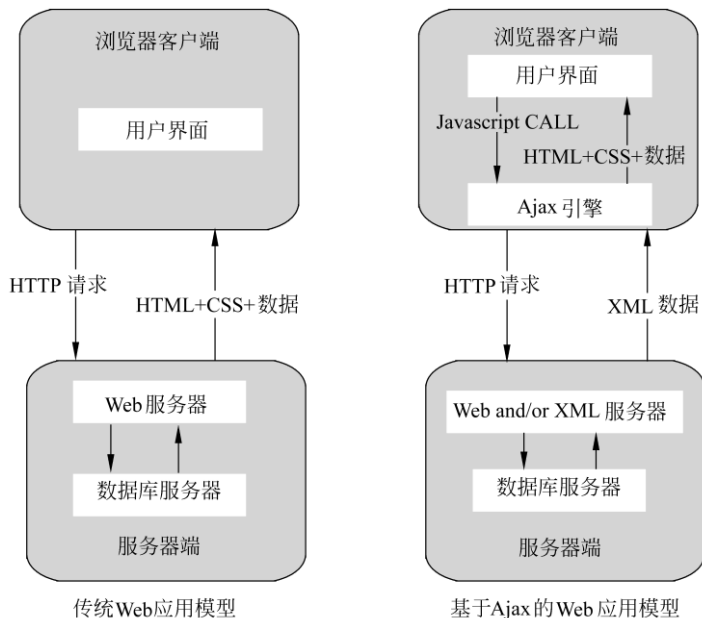 浏览器客户端
用户界面
HTTP 请求
HTML+CSS+数据
Web 服务器
数据库服务器
服务器端
传统Web应用模型
浏览器客户端
用户界面
Javascript CALL
HTML+CSS+数据
Ajax 引擎
HTTP 请求
XML 数据
Web and/or XML 服务器
数据库服务器
服务器端
基于Ajax的Web应用模型